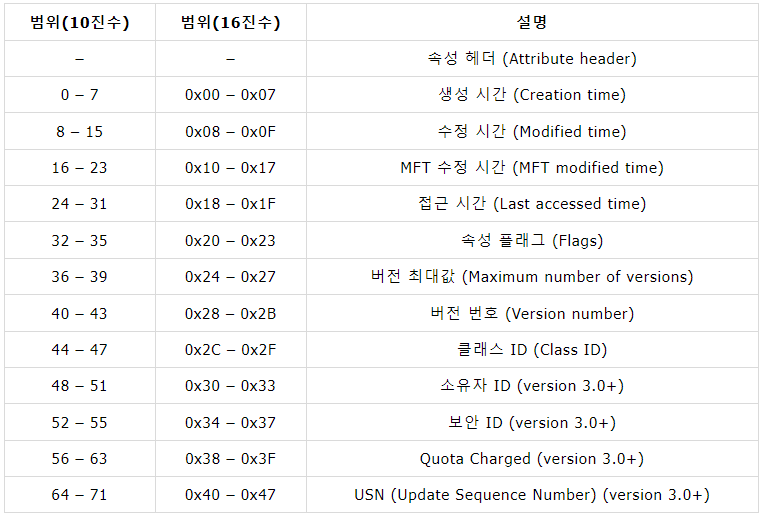 범위(10진수) 범위(16진수) 설명
– – 속성 헤더 (Attribute header)
0 – 7 0x00 – 0x07 생성 시간 (Creation time)
8 – 15 0x08 – 0x0F 수정 시간 (Modified time)
16 – 23 0x10 – 0x17 MFT 수정 시간 (MFT modified time)
24 – 31 0x18 – 0x1F 접근 시간 (Last accessed time)
32 – 35 0x20 – 0x23 속성 플래그 (Flags)
36 – 39 0x24 – 0x27 버전 최대값 (Maximum number of versions)
40 – 43 0x28 – 0x2B 버전 번호 (Version number)
44 – 47 0x2C – 0x2F 클래스 ID (Class ID)
48 – 51 0x30 – 0x33 소유자 ID (version 3.0+)
52 – 55 0x34 – 0x37 보안 ID (version 3.0+)
56 – 63 0x38 – 0x3F Quota Charged (version 3.0+)
64 – 71 0x40 – 0x47 USN (Update Sequence Number) (version 3.0+)